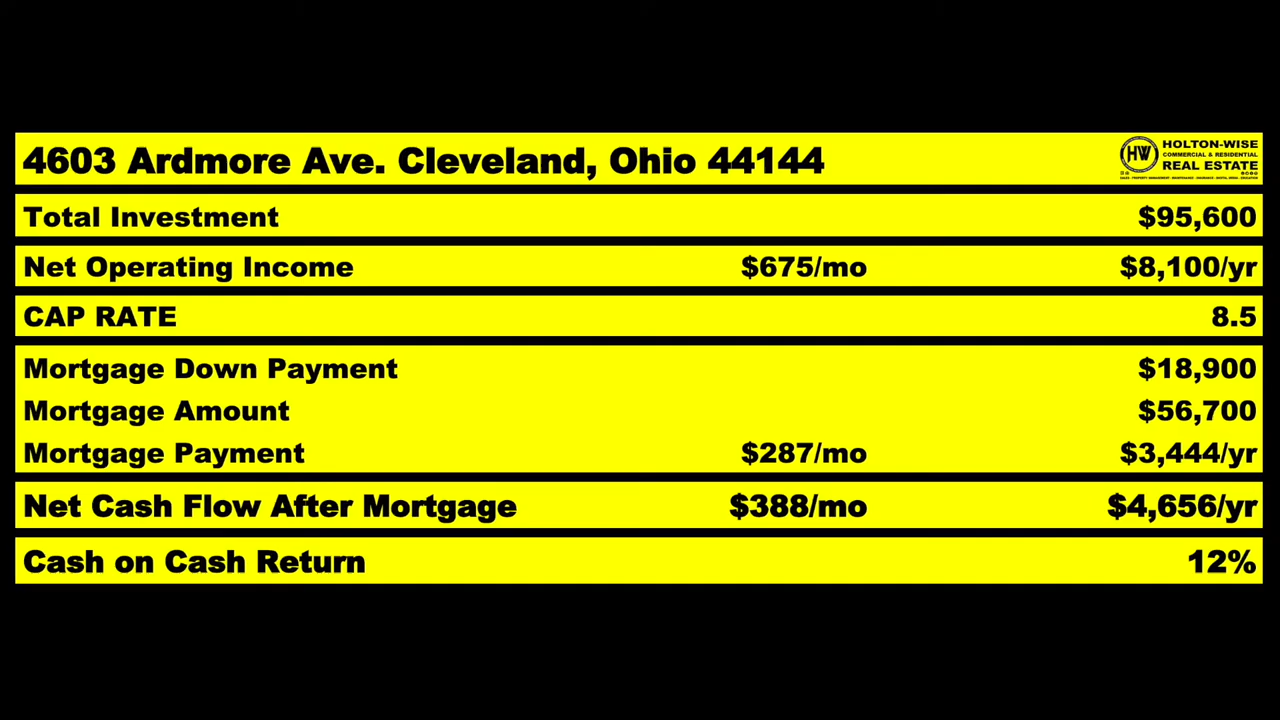 4603 Ardmore Ave. Cleveland, Ohio 44144
HW
HOLTON-WISE
COMMERCIAL & RESIDENTIAL
REAL ESTATE
Total Investment $95,600
Net Operating Income $675/mo $8,100/yr
CAP RATE 8.5
Mortgage Down Payment $18,900
Mortgage Amount $56,700
Mortgage Payment $287/mo $3,444/yr
Net Cash Flow After Mortgage $388/mo $4,656/yr
Cash on Cash Return 12%